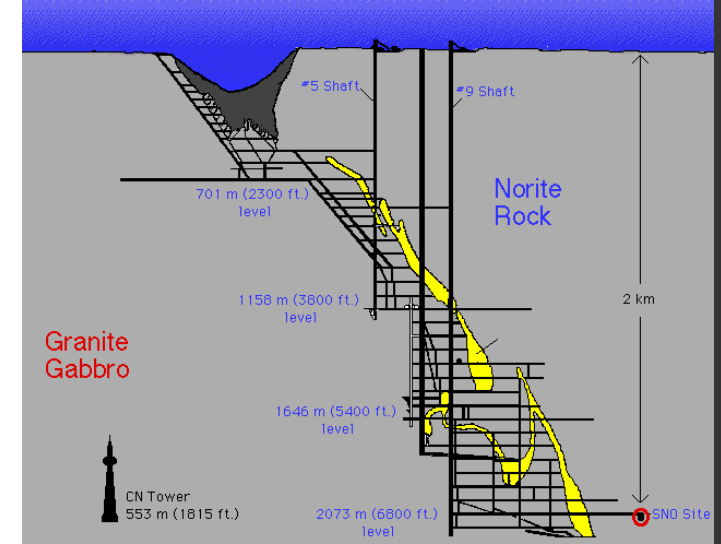 #5 Shaft
#9 Shaft
701 m (2300 ft.)
level
Norite
Rock
1158 m (3800 ft.)
level
2 km
Granite
Gabbro
1646 m (5400 ft.)
level
CN Tower
553 m (1815 ft.)
2073 m (6800 ft.)
level
SNO Site